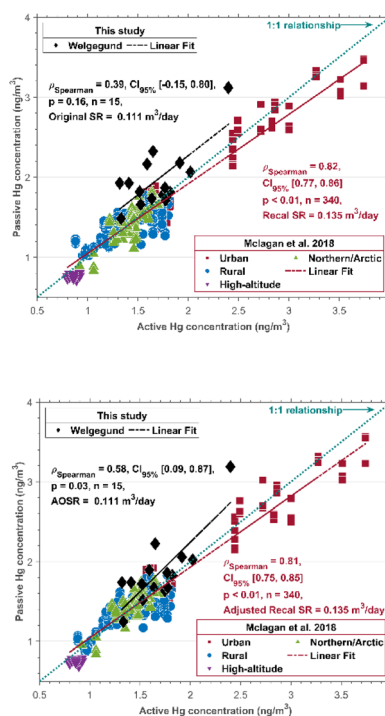 This study
Welgegund Linear Fit
1:1 relationship
ρSpearman = 0.39, CI95% [-0.15, 0.80],
p = 0.16, n = 15,
Original SR = 0.111 m³/day
ρSpearman = 0.82,
CI95% [0.77, 0.86]
p < 0.01, n = 340,
Recal SR = 0.135 m³/day
Mclagan et al. 2018
Urban Northern/Arctic
Rural Linear Fit
High-altitude
Passive Hg concentration (ng/m³)
4
3
2
1
0.5 1 1.5 2 2.5 3 3.5
Active Hg concentration (ng/m³)
This study
Welgegund Linear Fit
1:1 relationship
ρSpearman = 0.58, CI95% [0.09, 0.87],
p = 0.03, n = 15,
AOSR = 0.111 m³/day
ρSpearman = 0.81,
CI95% [0.75, 0.85]
p < 0.01, n = 340,
Adjusted Recal SR = 0.135 m³/day
Mclagan et al. 2018
Urban Northern/Arctic
Rural Linear Fit
High-altitude
Passive Hg concentration (ng/m³)
4
3
2
1
0.5 1 1.5 2 2.5 3 3.5
Active Hg concentration (ng/m³)